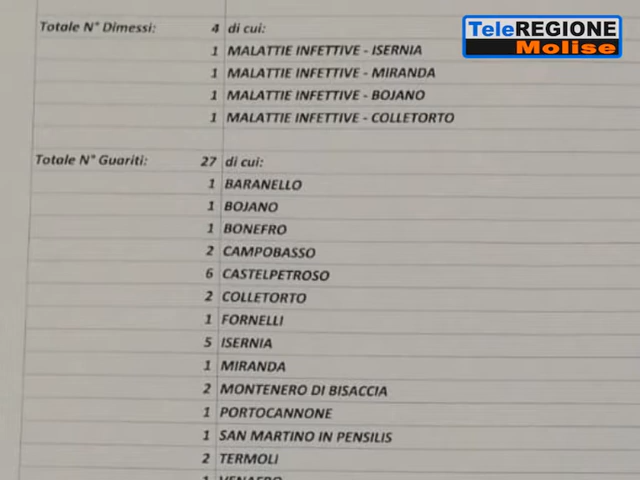 TeleREGIONE
Molise
Totale N° Dimessi: 4 di cui:
1 MALATTIE INFETTIVE - ISERNIA
1 MALATTIE INFETTIVE - MIRANDA
1 MALATTIE INFETTIVE - BOJANO
1 MALATTIE INFETTIVE - COLLETORTO
Totale N° Guariti: 27 di cui:
1 BARANELLO
1 BOJANO
1 BONEFRO
2 CAMPOBASSO
6 CASTELPETROSO
2 COLLETORTO
1 FORNELLI
5 ISERNIA
1 MIRANDA
2 MONTENERO DI BISACCIA
1 PORTOCANNONE
1 SAN MARTINO IN PENSILIS
2 TERMOLI
1 VENAFRO